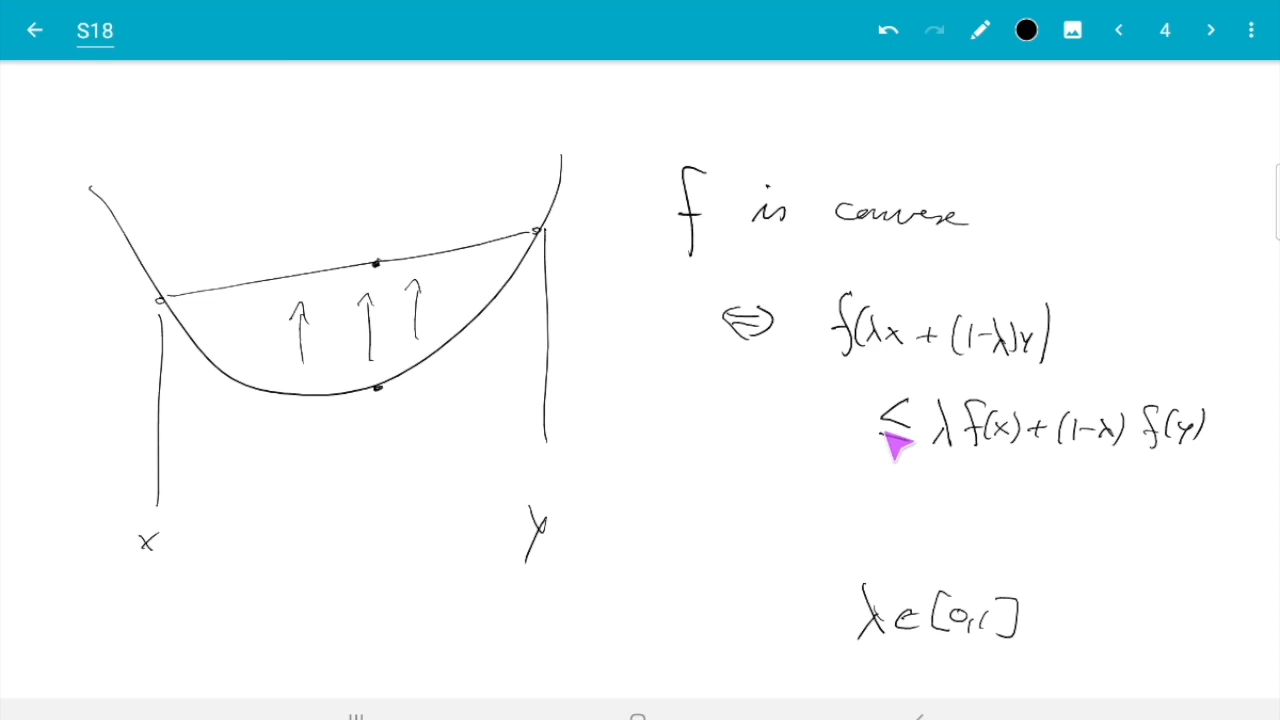 S18
4
f is convex
⇔ f(λx + (1-λ)y)
≤ λ f(x) + (1-λ) f(y)
x
y
λ ∈ [0,1]